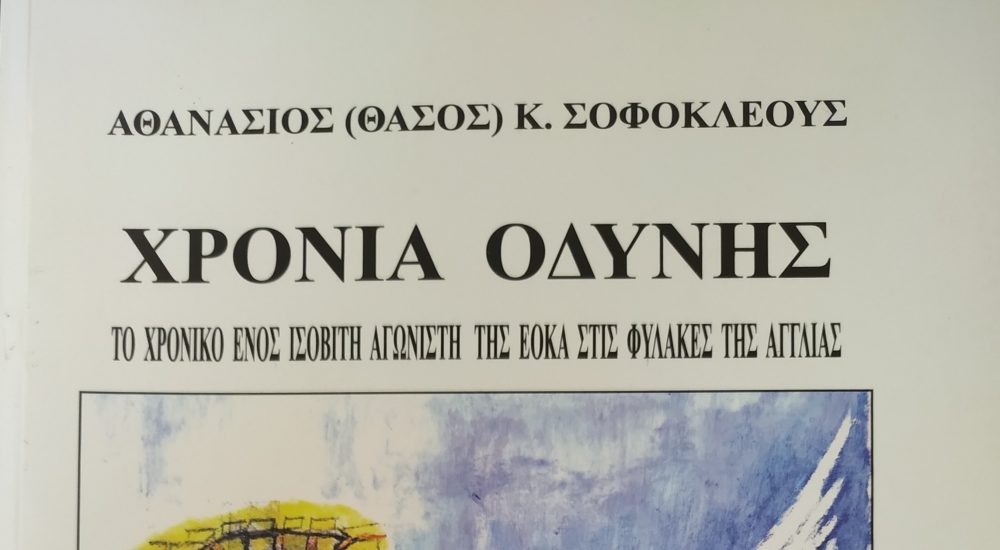 ΑΘΑΝΑΣΙΟΣ (ΘΑΣΟΣ) Κ. ΣΟΦΟΚΛΕΟΥΣ
ΧΡΟΝΙΑ ΟΔΥΝΗΣ
ΤΟ ΧΡΟΝΙΚΟ ΕΝΟΣ ΙΣΟΒΙΤΗ ΑΓΩΝΙΣΤΗ ΤΗΣ ΕΟΚΑ ΣΤΙΣ ΦΥΛΑΚΕΣ ΤΗΣ ΑΓΓΛΙΑΣ